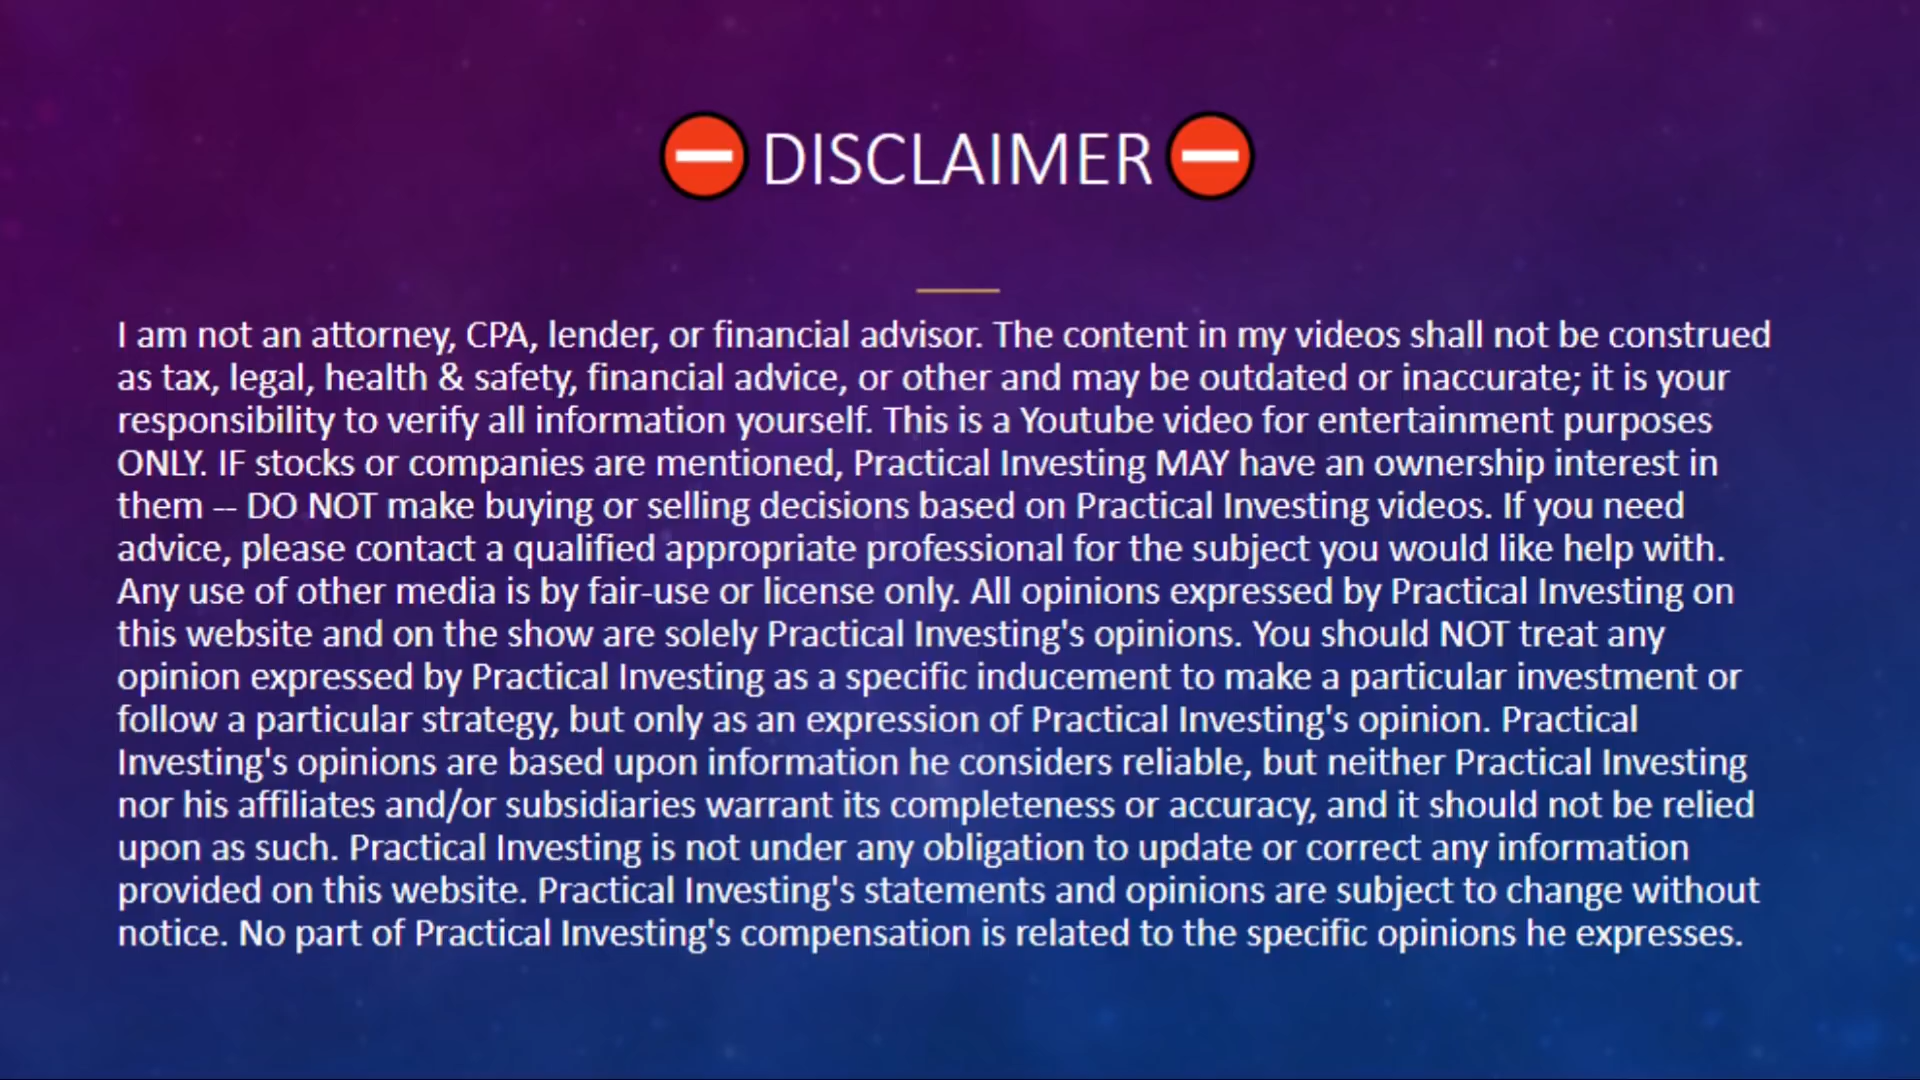 ⛔DISCLAIMER⛔
I am not an attorney, CPA, lender, or financial advisor. The content in my videos shall not be construed
as tax, legal, health & safety, financial advice, or other and may be outdated or inaccurate; it is your
responsibility to verify all information yourself. This is a Youtube video for entertainment purposes
ONLY. IF stocks or companies are mentioned, Practical Investing MAY have an ownership interest in
them -- DO NOT make buying or selling decisions based on Practical Investing videos. If you need
advice, please contact a qualified appropriate professional for the subject you would like help with.
Any use of other media is by fair-use or license only. All opinions expressed by Practical Investing on
this website and on the show are solely Practical Investing's opinions. You should NOT treat any
opinion expressed by Practical Investing as a specific inducement to make a particular investment or
follow a particular strategy, but only as an expression of Practical Investing's opinion. Practical
Investing's opinions are based upon information he considers reliable, but neither Practical Investing
nor his affiliates and/or subsidiaries warrant its completeness or accuracy, and it should not be relied
upon as such. Practical Investing is not under any obligation to update or correct any information
provided on this website. Practical Investing's statements and opinions are subject to change without
notice. No part of Practical Investing's compensation is related to the specific opinions he expresses.